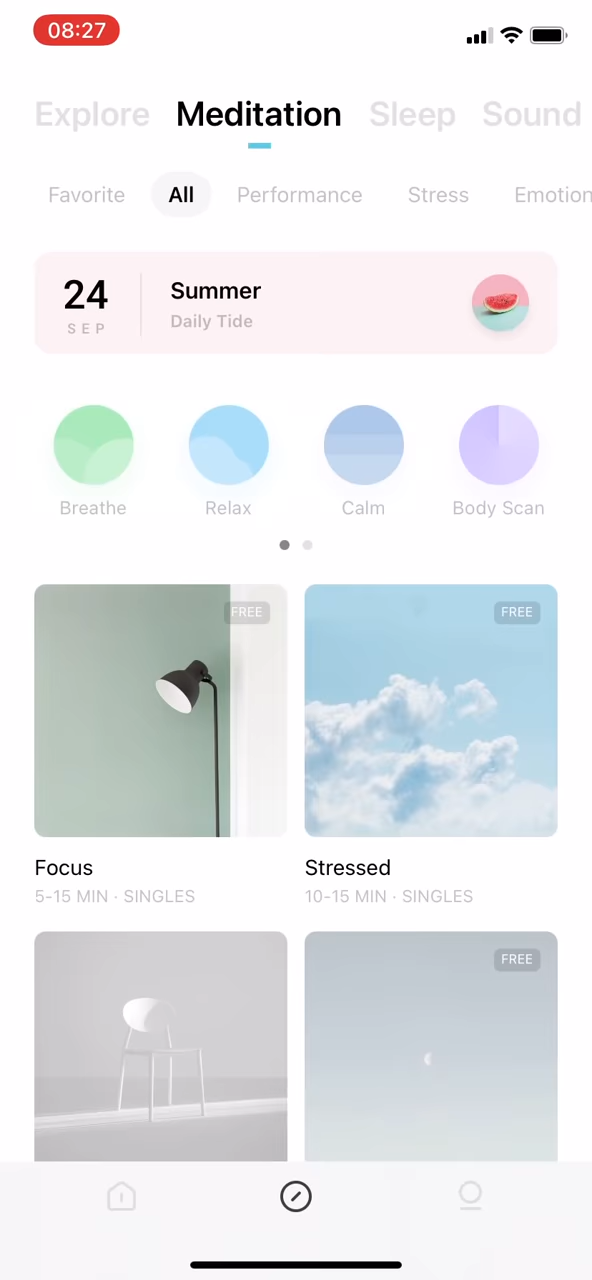 08:27
Explore Meditation Sleep Sound
Favorite All Performance Stress Emotion
24 SEP
Summer
Daily Tide
Breathe Relax Calm Body Scan
FREE FREE
Focus Stressed
5-15 MIN · SINGLES 10-15 MIN · SINGLES
FREE